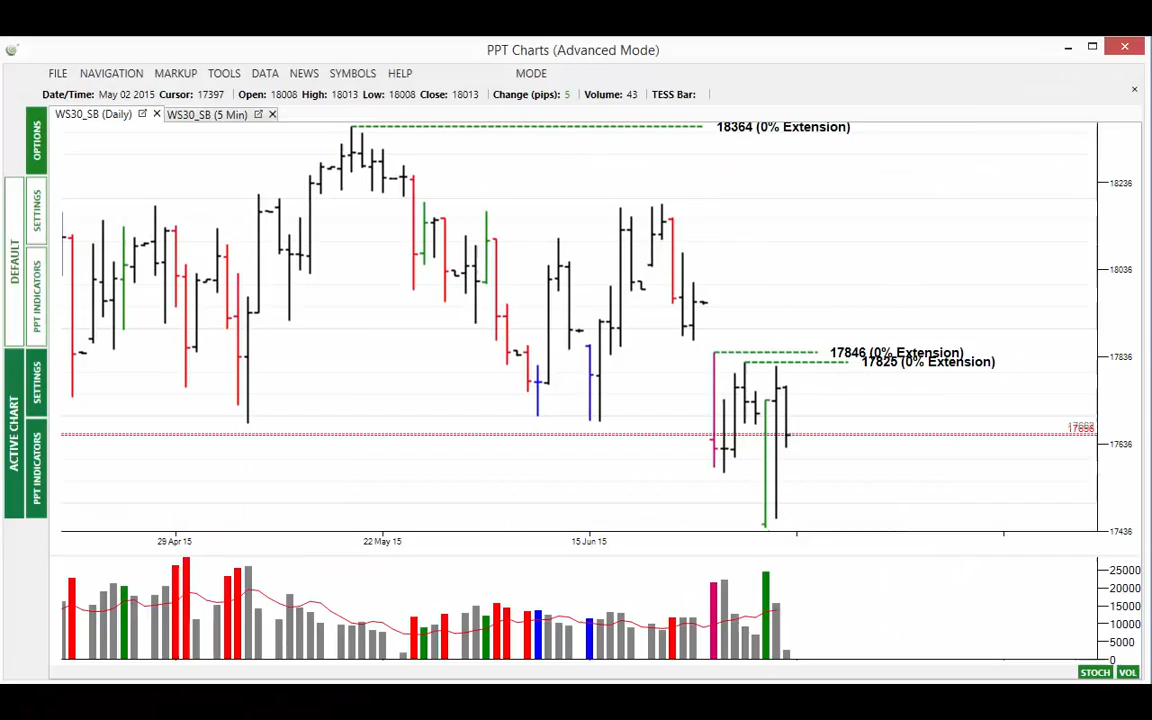 PPT Charts (Advanced Mode)
FILE NAVIGATION MARKUP TOOLS DATA NEWS SYMBOLS HELP MODE
Date/Time: May 02 2015 Cursor: 17397 Open: 18008 High: 18013 Low: 18008 Close: 18013 Change (pips): 5 Volume: 43 TESS Bar:
WS30_SB (Daily) WS30_SB (5 Min)
OPTIONS
DEFAULT
SETTINGS
PPT INDICATORS
ACTIVE CHART
SETTINGS
PPT INDICATORS
18364 (0% Extension)
17846 (0% Extension)
17825 (0% Extension)
18236
18036
17836
17636
17436
29 Apr 15 22 May 15 15 Jun 15
25000
20000
15000
10000
5000
0
STOCH VOL